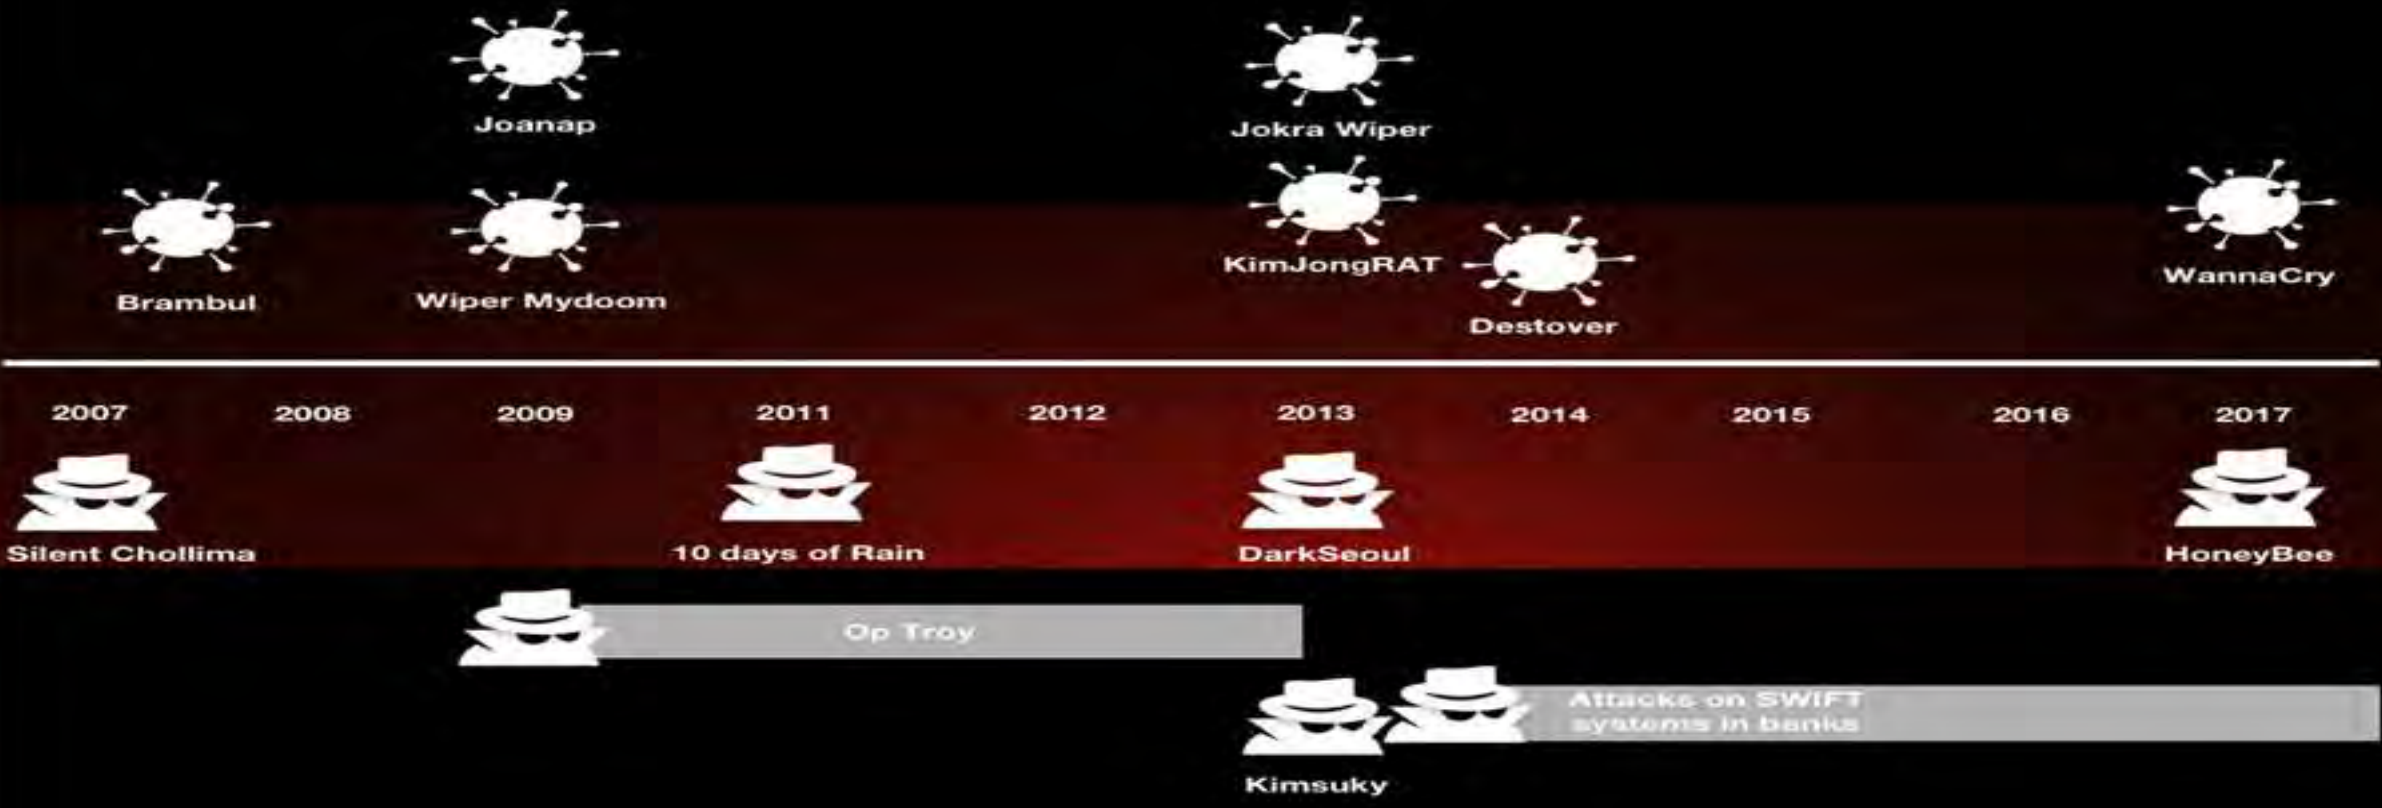 Joanap
Jokra Wiper
Brambul
Wiper Mydoom
KimJongRAT
Destover
WannaCry
2007 2008 2009 2011 2012 2013 2014 2015 2016 2017
Silent Chollima
10 days of Rain
DarkSeoul
HoneyBee
Op Troy
Attacks on SWIFT
systems in banks
Kimsuky